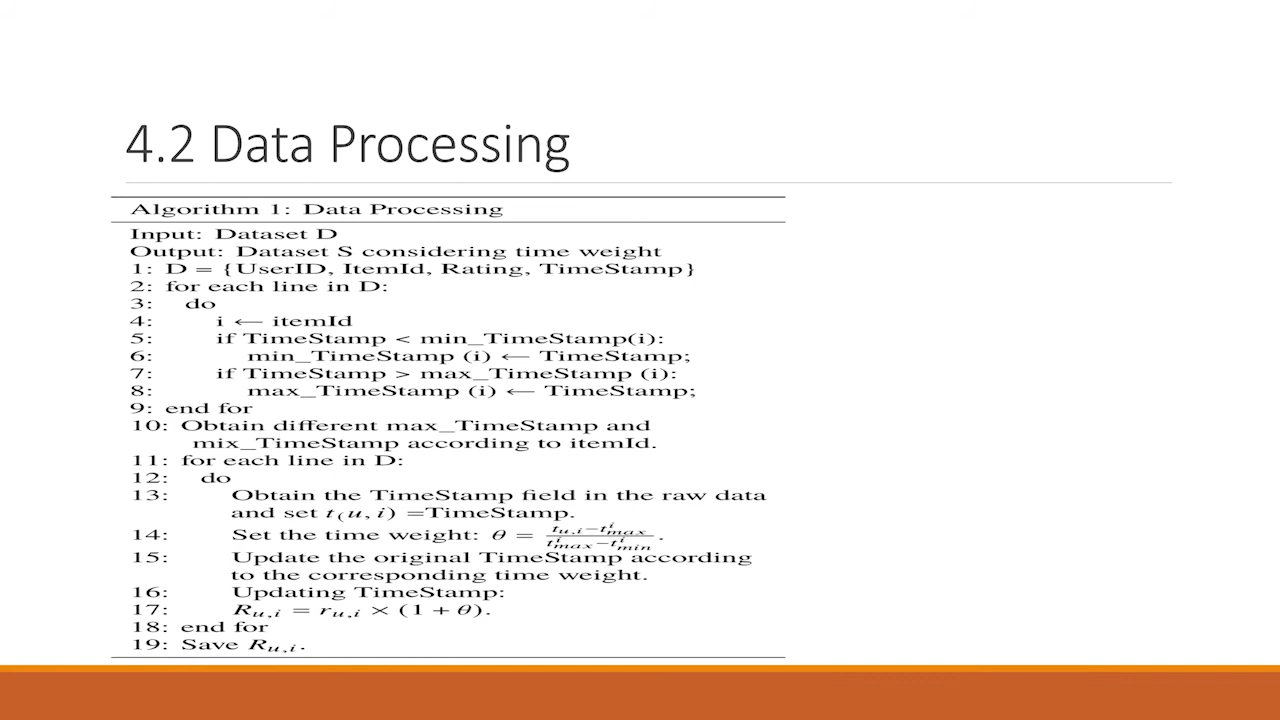 4.2 Data Processing
Algorithm 1: Data Processing
Input: Dataset D
Output: Dataset S considering time weight
1: D = {UserID, ItemId, Rating, TimeStamp}
2: for each line in D:
3: do
4: i ⟵ itemId
5: if TimeStamp < min_TimeStamp(i):
6: min_TimeStamp (i) ⟵ TimeStamp;
7: if TimeStamp > max_TimeStamp (i):
8: max_TimeStamp (i) ⟵ TimeStamp;
9: end for
10: Obtain different max_TimeStamp and
mix_TimeStamp according to itemId.
11: for each line in D:
12: do
13: Obtain the TimeStamp field in the raw data
and set t₍u, i) =TimeStamp.
14: Set the time weight: θ = \frac{t_{u,i}-t^i_{max}}{t^i_{max}-t^i_{min}}.
15: Update the original TimeStamp according
to the corresponding time weight.
16: Updating TimeStamp:
17: R_{u,i} = r_{u,i} × (1 + θ).
18: end for
19: Save R_{u,i}.